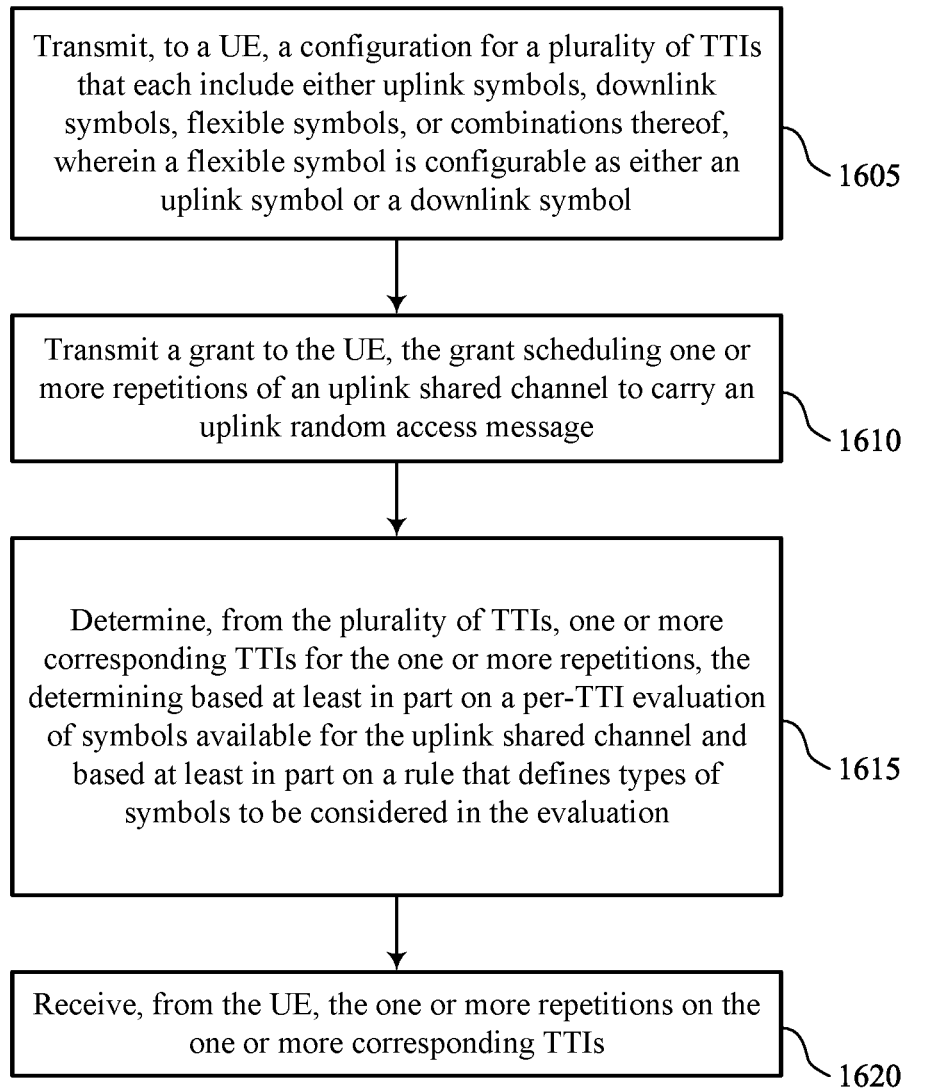 Transmit, to a UE, a configuration for a plurality of TTIs
that each include either uplink symbols, downlink
symbols, flexible symbols, or combinations thereof,
wherein a flexible symbol is configurable as either an
uplink symbol or a downlink symbol
1605
Transmit a grant to the UE, the grant scheduling one or
more repetitions of an uplink shared channel to carry an
uplink random access message
1610
Determine, from the plurality of TTIs, one or more
corresponding TTIs for the one or more repetitions, the
determining based at least in part on a per-TTI evaluation
of symbols available for the uplink shared channel and
based at least in part on a rule that defines types of
symbols to be considered in the evaluation
1615
Receive, from the UE, the one or more repetitions on the
one or more corresponding TTIs
1620